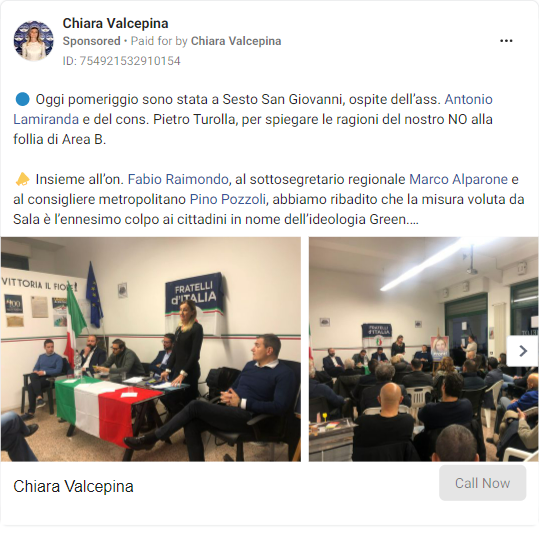 Chiara Valcepina
Sponsored • Paid for by Chiara Valcepina
ID: 754921532910154
Oggi pomeriggio sono stata a Sesto San Giovanni, ospite dell'ass. Antonio
Lamiranda e del cons. Pietro Turolla, per spiegare le ragioni del nostro NO alla
follia di Area B.
Insieme all'on. Fabio Raimondo, al sottosegretario regionale Marco Alparone e
al consigliere metropolitano Pino Pozzoli, abbiamo ribadito che la misura voluta da
Sala è l'ennesimo colpo ai cittadini in nome dell'ideologia Green....
VITTORIA IL FIORE
FRATELLI
d'ITALIA
FRATELLI
d'ITALIA
Chiara Valcepina
Call Now